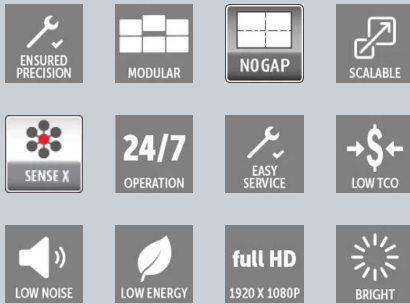 ENSURED
PRECISION
MODULAR
NO GAP
SCALABLE
SENSE X
24/7
OPERATION
EASY
SERVICE
LOW TCO
LOW NOISE
LOW ENERGY
full HD
1920 X 1080P
BRIGHT